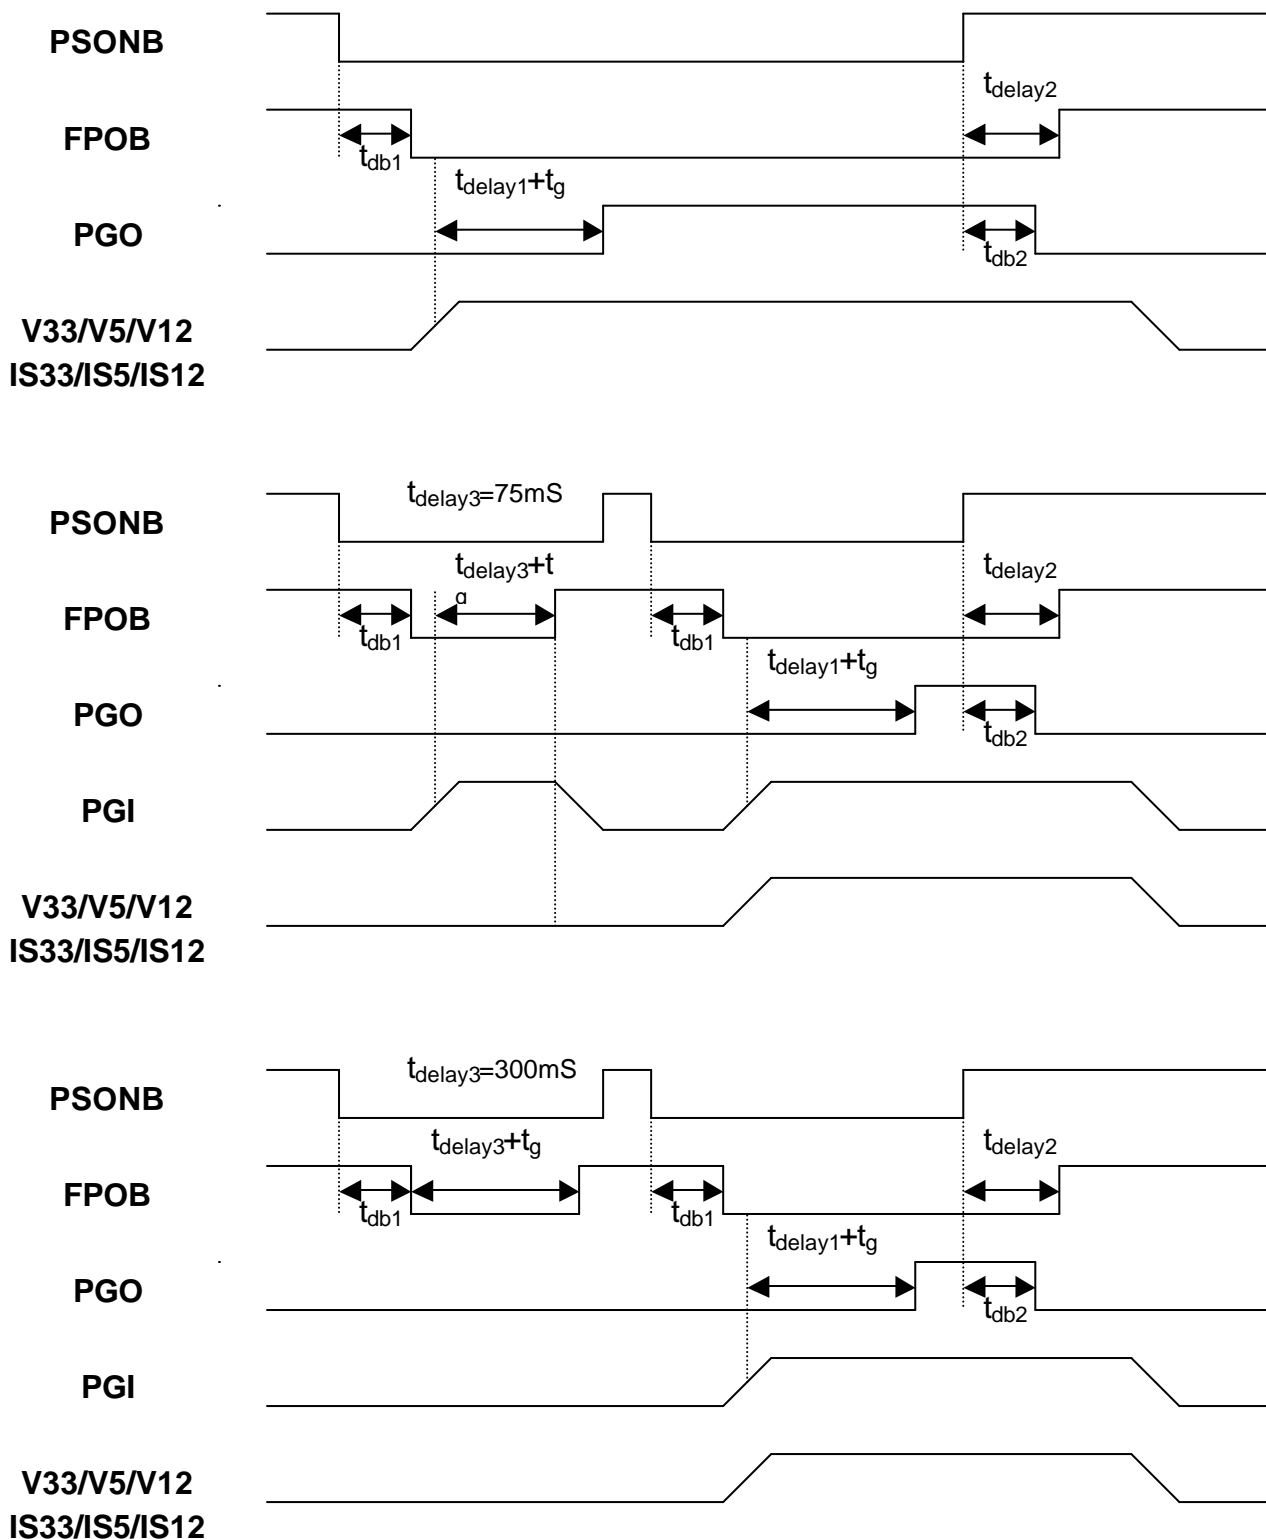 PSONB
tdelay2
FPOB
tdb1
tdelay1+tg
PGO
tdb2
V33/V5/V12
IS33/IS5/IS12
tdelay3=75mS
PSONB
tdelay3+t
g
tdelay2
FPOB
tdb1
tdb1
tdelay1+tg
PGO
tdb2
PGI
V33/V5/V12
IS33/IS5/IS12
tdelay3=300mS
PSONB
tdelay3+tg
tdelay2
FPOB
tdb1
tdb1
tdelay1+tg
PGO
tdb2
PGI
V33/V5/V12
IS33/IS5/IS12